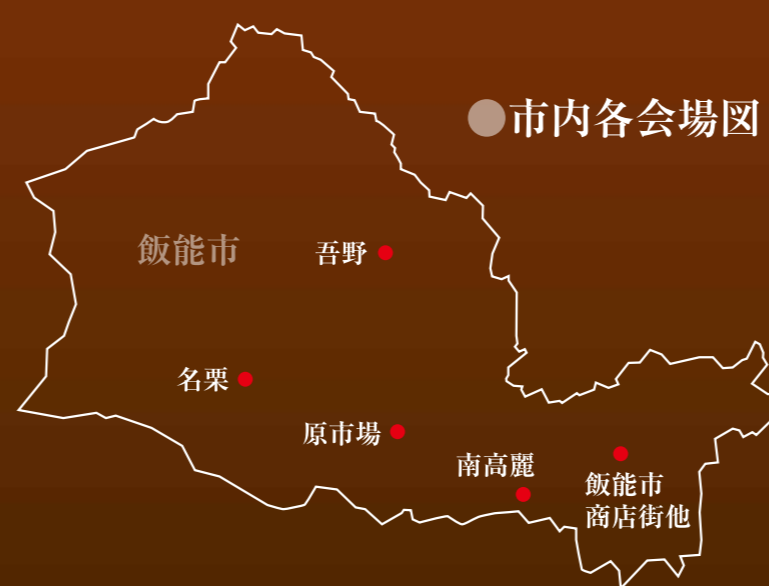 ●市内各会場図
飯能市
吾野
名栗
原市場
南高麗
飯能市
商店街他